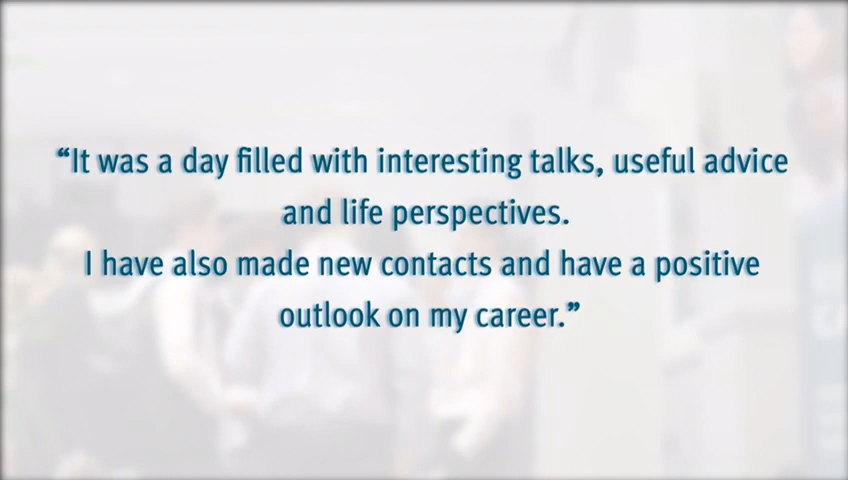 “It was a day filled with interesting talks, useful advice
and life perspectives.
I have also made new contacts and have a positive
outlook on my career.”